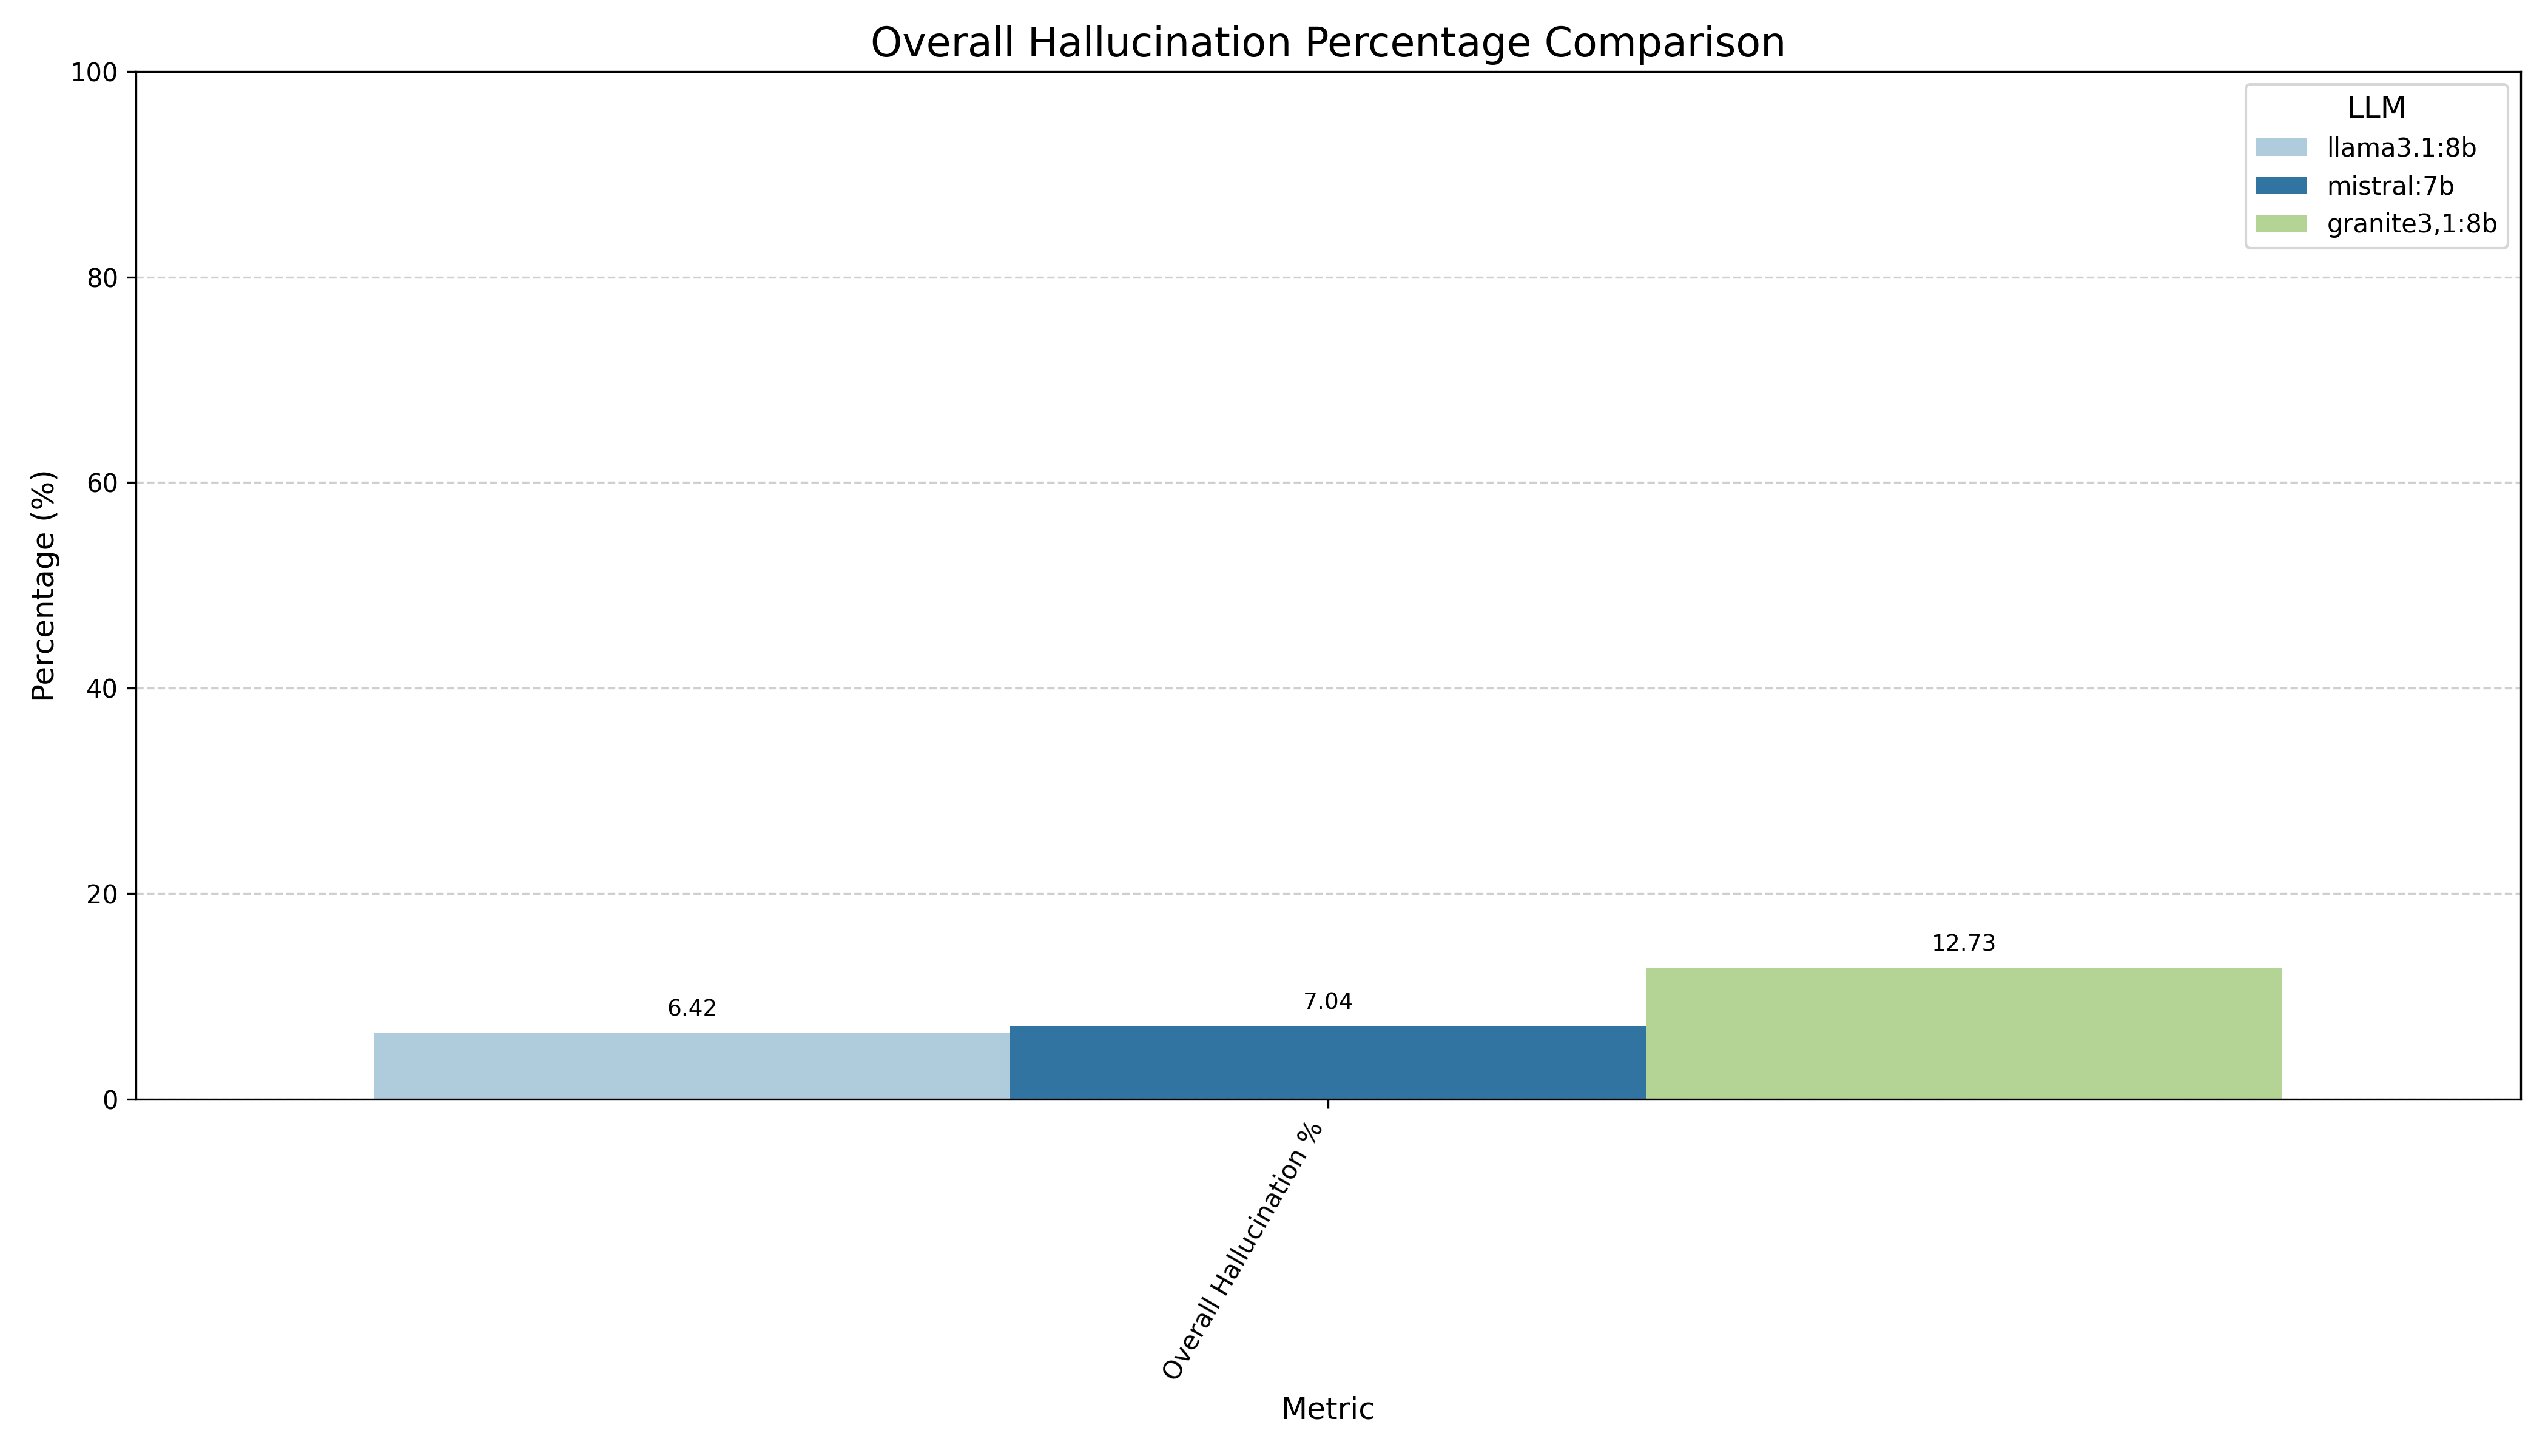 Overall Hallucination Percentage Comparison
100
80
60
40
20
0
Percentage (%)
LLM
llama3.1:8b
mistral:7b
granite3,1:8b
6.42
7.04
12.73
Overall Hallucination %
Metric